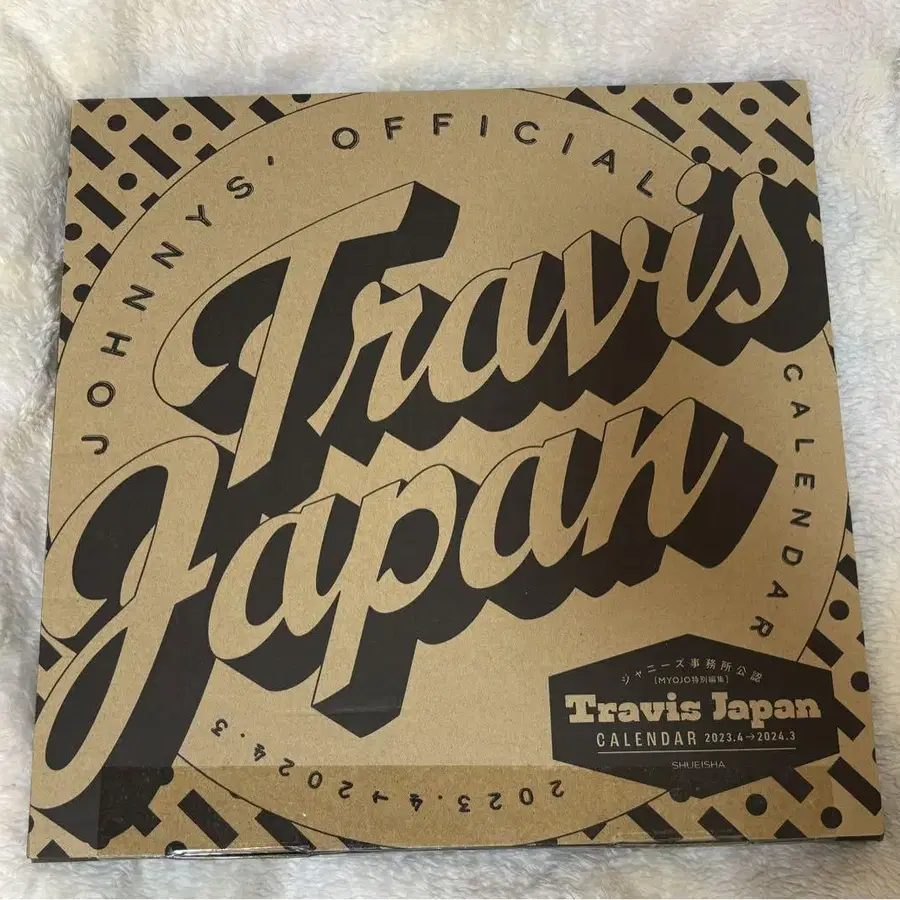 JOHNNYS' OFFICIAL CALENDAR
Travis
Japan
2023.4→2024.3
ジャニーズ事務所公認
[MYOJO特別編集]
Travis Japan
CALENDAR 2023.4→2024.3
SHUEISHA